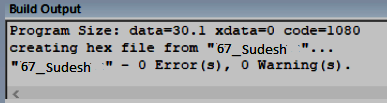 Build Output
Program Size: data=30.1 xdata=0 code=1080
creating hex file from "67_Sudesh "...
"67_Sudesh " - 0 Error(s), 0 Warning(s).